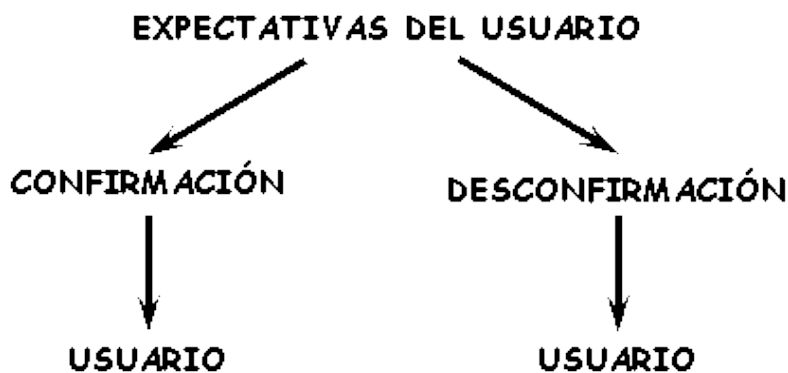 EXPECTATIVAS DEL USUARIO
CONFIRMACIÓN
DESCONFIRMACIÓN
USUARIO
USUARIO